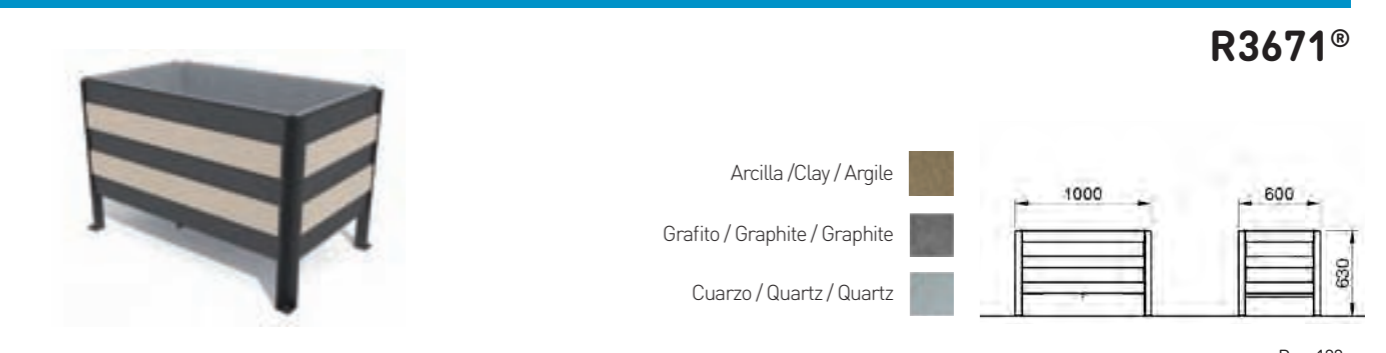 R3671®
Arcilla /Clay / Argile
Grafito / Graphite / Graphite
Cuarzo / Quartz / Quartz
1000
600
630